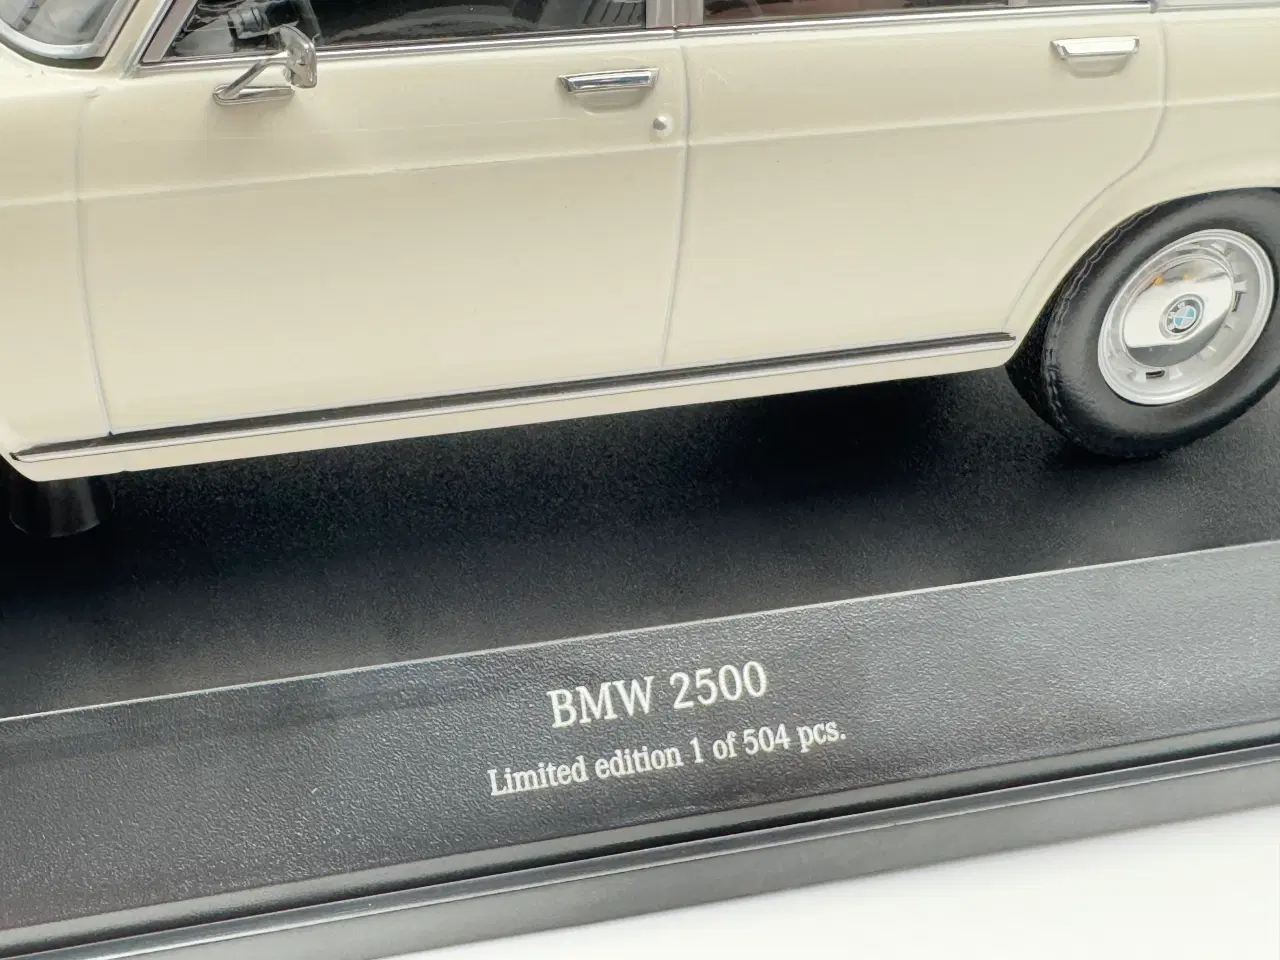 BMW 2500
Limited edition 1 of 504 pcs.